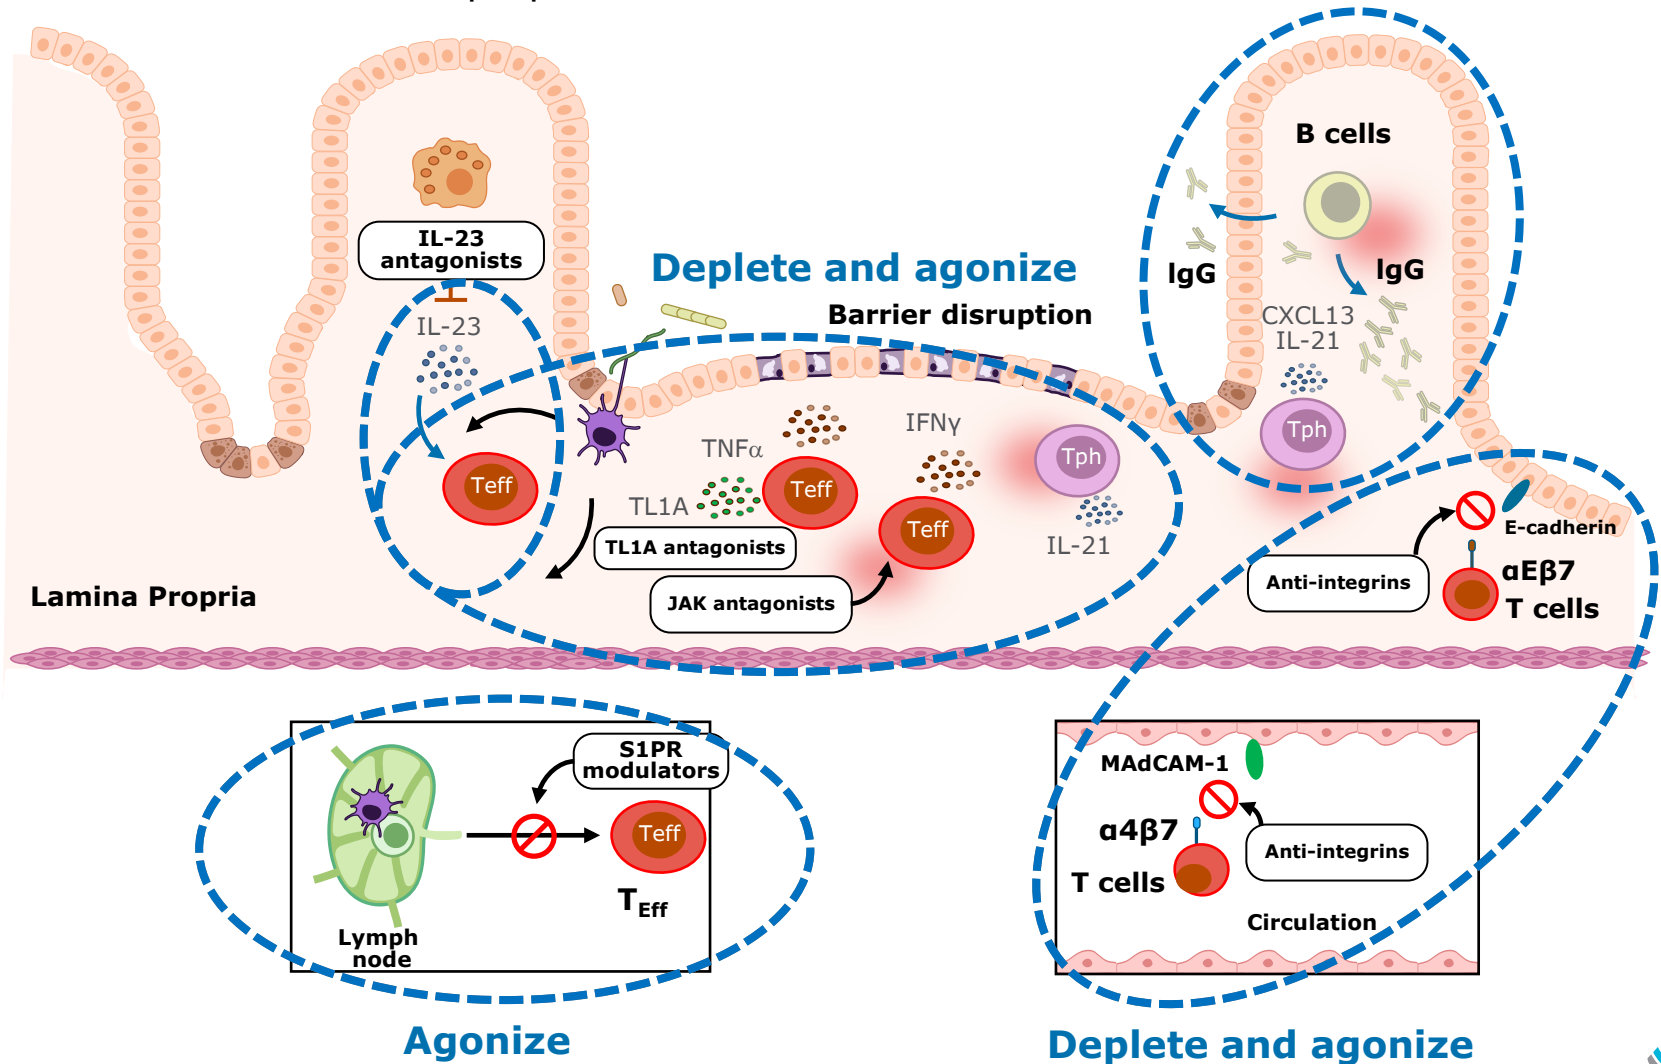 B cells
IL-23
antagonists
Deplete and agonize
IgG
IgG
Barrier disruption
CXCL13
IL-21
IL-23
IFNγ
Tph
TNFα
Tph
Teff
Teff
TL1A
Teff
E-cadherin
IL-21
TL1A antagonists
αEβ7
T cells
Anti-integrins
Lamina Propria
JAK antagonists
S1PR
modulators
MAdCAM-1
Teff
α4β7
T cells
Anti-integrins
TEff
Circulation
Lymph
node
Agonize
Deplete and agonize